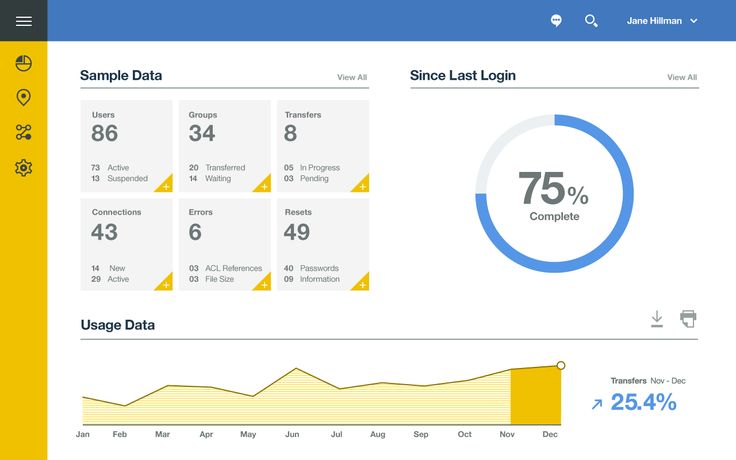 Jane Hillman
Sample Data
View All
Since Last Login
View All
Users
86
73 Active
13 Suspended
Groups
34
20 Transferred
14 Waiting
Transfers
8
05 In Progress
03 Pending
Connections
43
14 New
29 Active
Errors
6
03 ACL References
03 File Size
Resets
49
40 Passwords
09 Information
75%
Complete
Usage Data
Transfers Nov - Dec
25.4%
Jan Feb Mar Apr May Jun Jul Aug Sep Oct Nov Dec